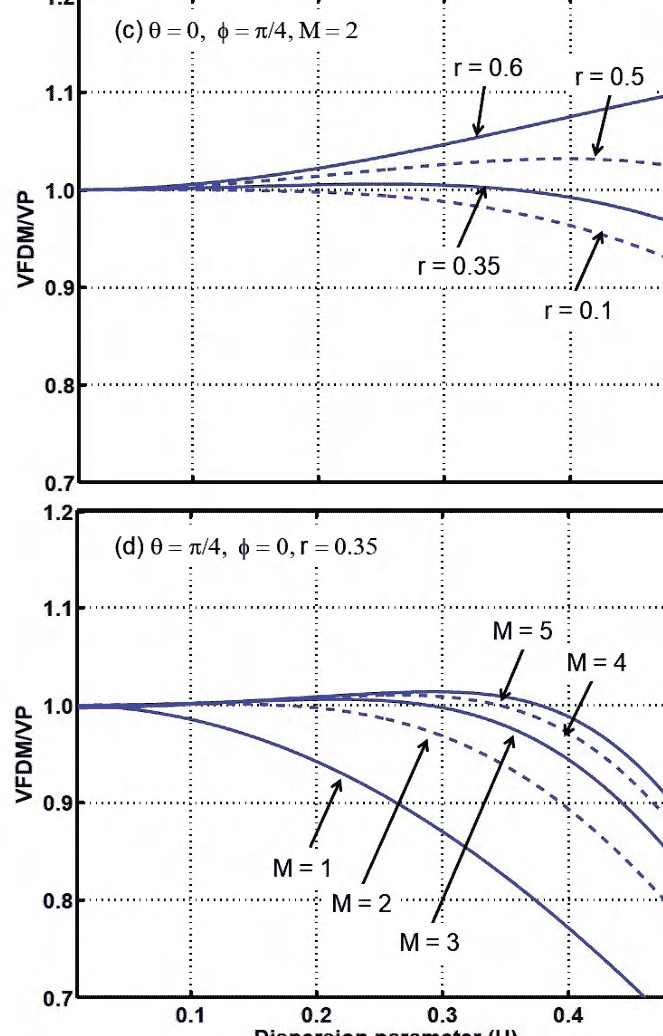 1.2
(c) θ = 0, ϕ = π/4, M = 2
r = 0.6
r = 0.5
1.1
1.0
VFDM/VP
r = 0.35
0.9
r = 0.1
0.8
0.7
1.2
(d) θ = π/4, ϕ = 0, r = 0.35
1.1
M = 5
M = 4
1.0
VFDM/VP
0.9
M = 1
M = 2
0.8
M = 3
0.7
0.1 0.2 0.3 0.4
Dispersion parameter (H)